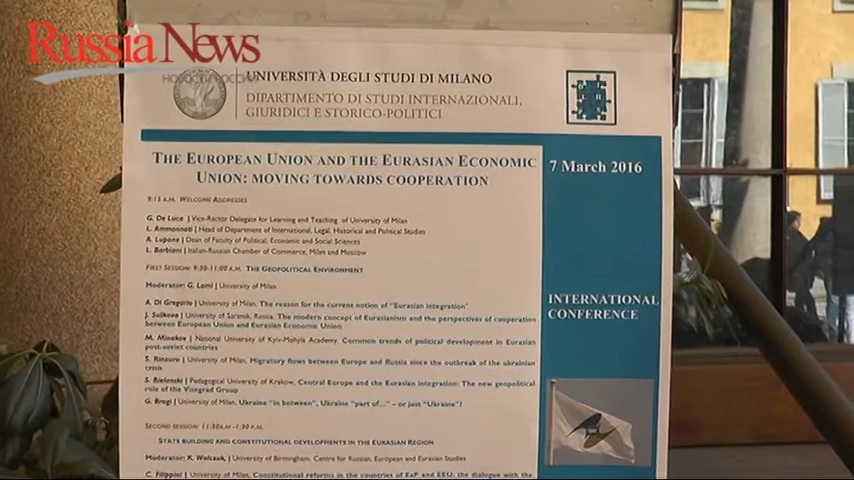 Russia News
НОВОСТИ РОССИИ
UNIVERSITÀ DEGLI STUDI DI MILANO
DIPARTIMENTO DI STUDI INTERNAZIONALI,
GIURIDICI E STORICO-POLITICI
THE EUROPEAN UNION AND THE EURASIAN ECONOMIC
UNION: MOVING TOWARDS COOPERATION
7 March 2016
9:15 A.M. WELCOME ADDRESSES
G. De Luca | Vice-Rector Delegate for Learning and Teaching of University of Milan
L. Ammannati | Head of Department of International, Legal, Historical and Political Studies
A. Lupone | Dean of Faculty of Political, Economic and Social Sciences
L. Barbieri | Italian-Russian Chamber of Commerce, Milan and Moscow
FIRST SESSION: 9:30-11:00 A.M. THE GEOPOLITICAL ENVIRONMENT
Moderator: G. Lami | University of Milan
A. Di Gregorio | University of Milan, The reason for the current notion of "Eurasian integration"
J. Suikova | University of Saransk, Russia, The modern concept of Eurasianism and the perspectives of cooperation
between European Union and Eurasian Economic Union
M. Minakov | National University of Kyiv-Mohyla Academy, Common trends of political development in Eurasian
post-soviet countries
S. Rinauro | University of Milan, Migratory flows between Europe and Russia since the outbreak of the ukrainian
crisis
S. Bielanski | Pedagogical University of Krakow, Central Europe and the Eurasian integration: The new geopolitical
role of the Visegrad Group
G. Brogi | University of Milan, Ukraine "in between", Ukraine "part of..." – or just "Ukraine"?
INTERNATIONAL
CONFERENCE
SECOND SESSION: 11:30A.M -1:30 P.M.
STATE BUILDING AND CONSTITUTIONAL DEVELOPMENTS IN THE EURASIAN REGION
Moderator: K. Wolczuk, | University of Birmingham, Centre for Russian, European and Eurasian Studies
C. Filippini | University of Milan, Constitutional reforms in the countries of EaP and EEU: the dialogue with the